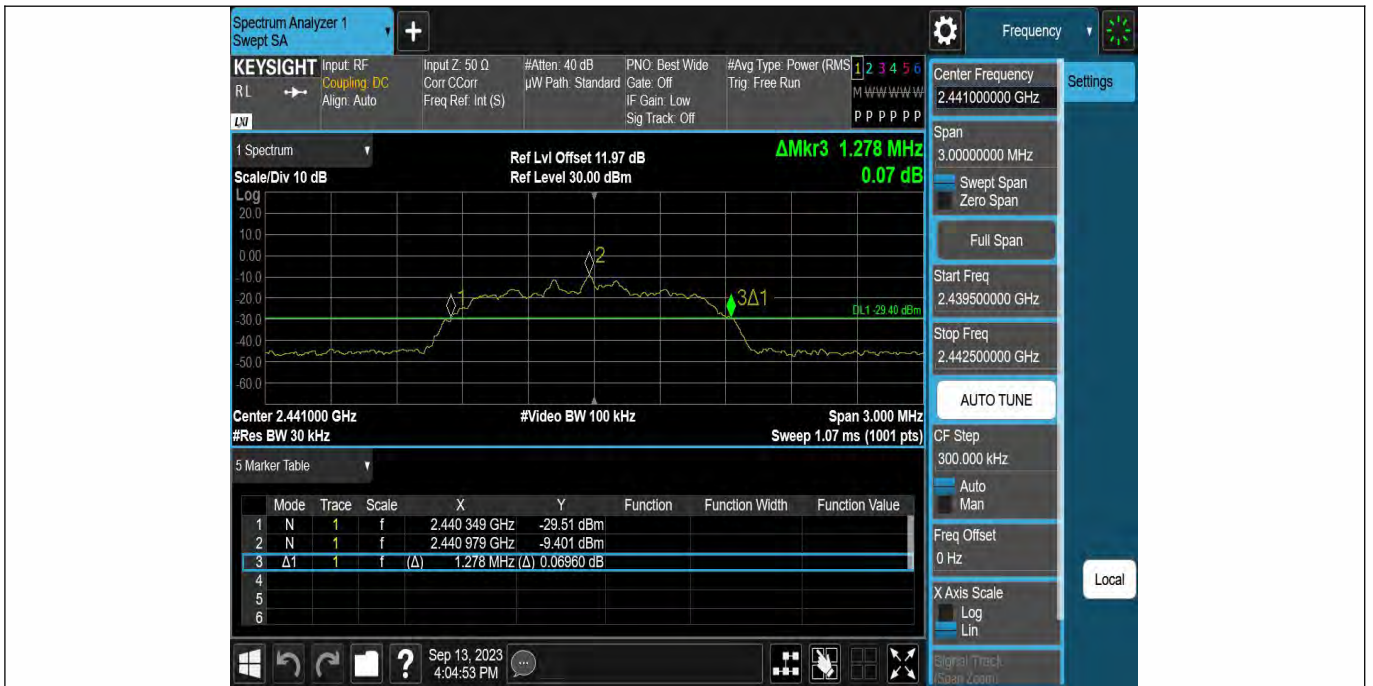 Spectrum Analyzer 1
Swept SA
+
Frequency
KEYSIGHT
RL
LXI
Input: RF
Coupling: DC
Align: Auto
Input Z: 50 Ω
Corr CCorr
Freq Ref: Int (S)
#Atten: 40 dB
µW Path: Standard
PNO: Best Wide
Gate: Off
IF Gain: Low
Sig Track: Off
#Avg Type: Power (RMS
Trig: Free Run
1 2 3 4 5 6
M W W W W W
P P P P P P
1 Spectrum
Scale/Div 10 dB
Ref Lvl Offset 11.97 dB
Ref Level 30.00 dBm
ΔMkr3 1.278 MHz
0.07 dB
Log
20.0
10.0
0.00
-10.0
-20.0
-30.0
-40.0
-50.0
-60.0
1
2
3Δ1
DL1 -29.40 dBm
Center 2.441000 GHz
#Res BW 30 kHz
#Video BW 100 kHz
Span 3.000 MHz
Sweep 1.07 ms (1001 pts)
5 Marker Table
Mode Trace Scale X Y Function Function Width Function Value
1 N 1 f 2.440 349 GHz -29.51 dBm
2 N 1 f 2.440 979 GHz -9.401 dBm
3 Δ1 1 f (Δ) 1.278 MHz (Δ) 0.06960 dB
4
5
6
?
Sep 13, 2023
4:04:53 PM
Center Frequency
2.441000000 GHz
Settings
Span
3.00000000 MHz
Swept Span
Zero Span
Full Span
Start Freq
2.439500000 GHz
Stop Freq
2.442500000 GHz
AUTO TUNE
CF Step
300.000 kHz
Auto
Man
Freq Offset
0 Hz
X Axis Scale
Log
Lin
Signal Track
(Span Zoom)
Local